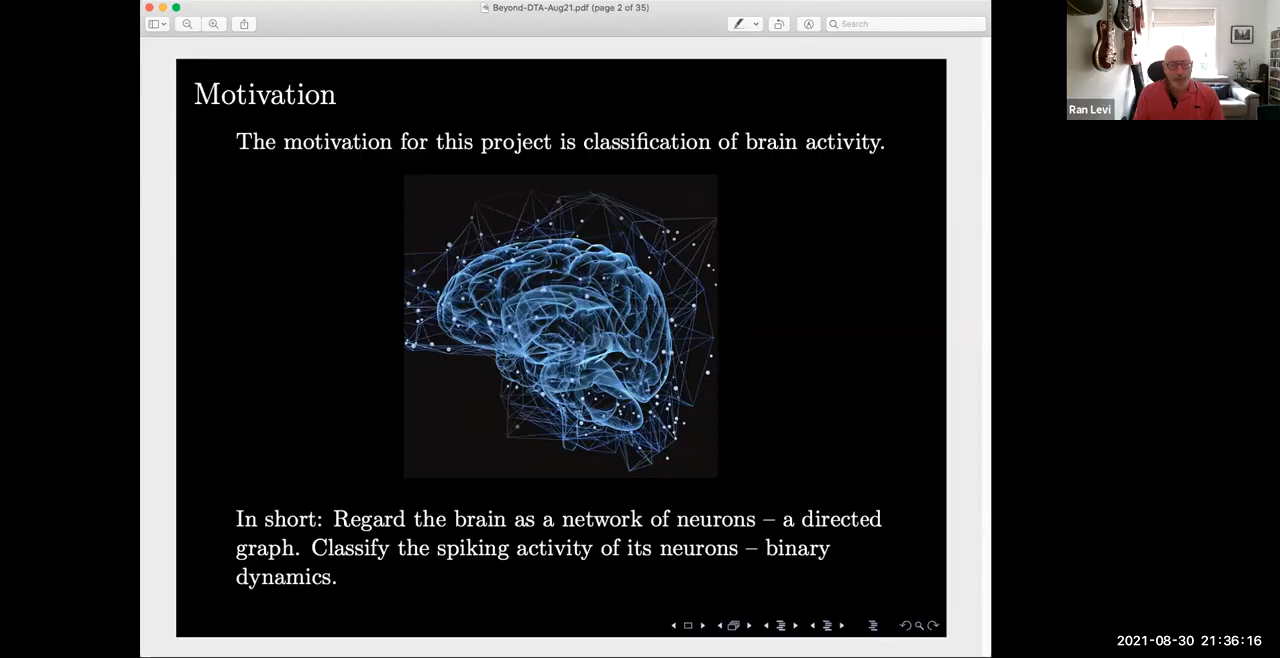 Beyond-DTA-Aug21.pdf (page 2 of 35)
Search
Motivation
The motivation for this project is classification of brain activity.
In short: Regard the brain as a network of neurons – a directed
graph. Classify the spiking activity of its neurons – binary
dynamics.
Ran Levi
2021-08-30 21:36:16